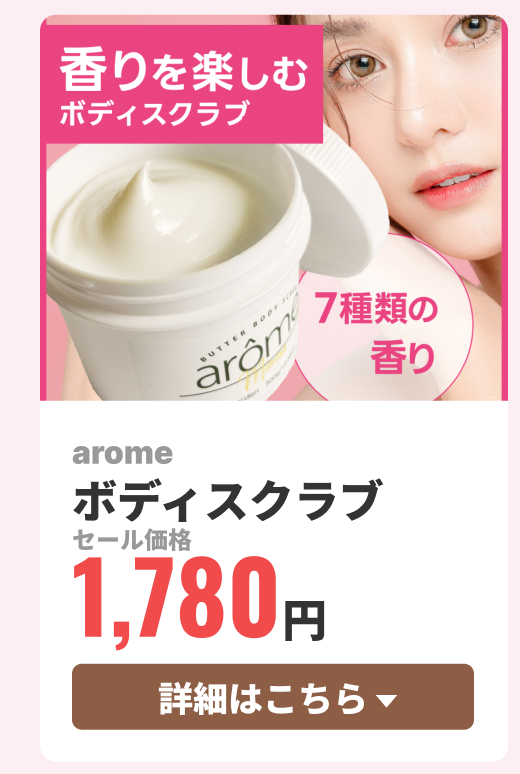 香りを楽しむ
ボディスクラブ
BUTTER BODY SC
arôme
7種類の
香り
arome
ボディスクラブ
セール価格
1,780円
詳細はこちら